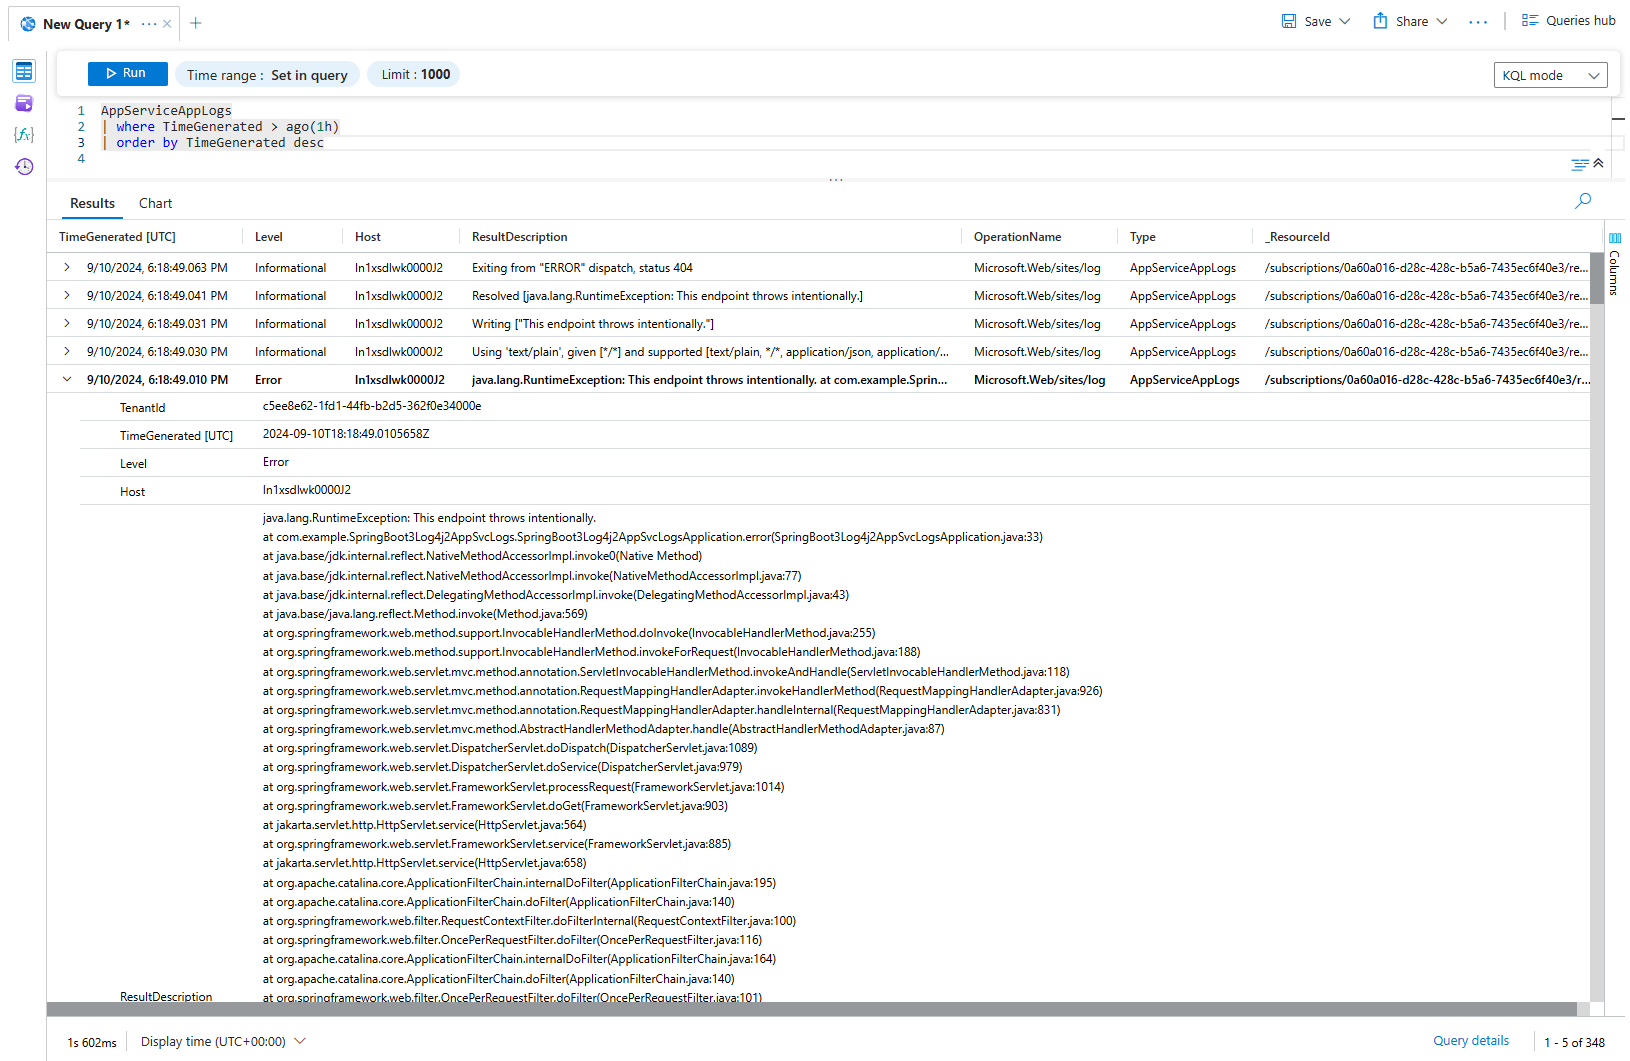 New Query 1*
Save
Share
Queries hub
Run
Time range : Set in query
Limit : 1000
KQL mode
1 AppServiceAppLogs
2 | where TimeGenerated > ago(1h)
3 | order by TimeGenerated desc
4
Results Chart
TimeGenerated [UTC] Level Host ResultDescription OperationName Type _ResourceId
9/10/2024, 6:18:49.063 PM Informational ln1xsdlwk0000J2 Exiting from "ERROR" dispatch, status 404 Microsoft.Web/sites/log AppServiceAppLogs /subscriptions/0a60a016-d28c-428c-b5a6-7435ec6f40e3/re...
9/10/2024, 6:18:49.041 PM Informational ln1xsdlwk0000J2 Resolved [java.lang.RuntimeException: This endpoint throws intentionally.] Microsoft.Web/sites/log AppServiceAppLogs /subscriptions/0a60a016-d28c-428c-b5a6-7435ec6f40e3/re...
9/10/2024, 6:18:49.031 PM Informational ln1xsdlwk0000J2 Writing ["This endpoint throws intentionally."] Microsoft.Web/sites/log AppServiceAppLogs /subscriptions/0a60a016-d28c-428c-b5a6-7435ec6f40e3/re...
9/10/2024, 6:18:49.030 PM Informational ln1xsdlwk0000J2 Using 'text/plain', given [*/*] and supported [text/plain, */*, application/json, application/... Microsoft.Web/sites/log AppServiceAppLogs /subscriptions/0a60a016-d28c-428c-b5a6-7435ec6f40e3/re...
9/10/2024, 6:18:49.010 PM Error ln1xsdlwk0000J2 java.lang.RuntimeException: This endpoint throws intentionally. at com.example.Sprin... Microsoft.Web/sites/log AppServiceAppLogs /subscriptions/0a60a016-d28c-428c-b5a6-7435ec6f40e3/r...
Columns
TenantId c5ee8e62-1fd1-44fb-b2d5-362f0e34000e
TimeGenerated [UTC] 2024-09-10T18:18:49.0105658Z
Level Error
Host ln1xsdlwk0000J2
java.lang.RuntimeException: This endpoint throws intentionally.
at com.example.SpringBoot3Log4j2AppSvcLogs.SpringBoot3Log4j2AppSvcLogsApplication.error(SpringBoot3Log4j2AppSvcLogsApplication.java:33)
at java.base/jdk.internal.reflect.NativeMethodAccessorImpl.invoke0(Native Method)
at java.base/jdk.internal.reflect.NativeMethodAccessorImpl.invoke(NativeMethodAccessorImpl.java:77)
at java.base/jdk.internal.reflect.DelegatingMethodAccessorImpl.invoke(DelegatingMethodAccessorImpl.java:43)
at java.base/java.lang.reflect.Method.invoke(Method.java:569)
at org.springframework.web.method.support.InvocableHandlerMethod.doInvoke(InvocableHandlerMethod.java:255)
at org.springframework.web.method.support.InvocableHandlerMethod.invokeForRequest(InvocableHandlerMethod.java:188)
at org.springframework.web.servlet.mvc.method.annotation.ServletInvocableHandlerMethod.invokeAndHandle(ServletInvocableHandlerMethod.java:118)
at org.springframework.web.servlet.mvc.method.annotation.RequestMappingHandlerAdapter.invokeHandlerMethod(RequestMappingHandlerAdapter.java:926)
at org.springframework.web.servlet.mvc.method.annotation.RequestMappingHandlerAdapter.handleInternal(RequestMappingHandlerAdapter.java:831)
at org.springframework.web.servlet.mvc.method.AbstractHandlerMethodAdapter.handle(AbstractHandlerMethodAdapter.java:87)
at org.springframework.web.servlet.DispatcherServlet.doDispatch(DispatcherServlet.java:1089)
at org.springframework.web.servlet.DispatcherServlet.doService(DispatcherServlet.java:979)
at org.springframework.web.servlet.FrameworkServlet.processRequest(FrameworkServlet.java:1014)
at org.springframework.web.servlet.FrameworkServlet.doGet(FrameworkServlet.java:903)
at jakarta.servlet.http.HttpServlet.service(HttpServlet.java:564)
at org.springframework.web.servlet.FrameworkServlet.service(FrameworkServlet.java:885)
at jakarta.servlet.http.HttpServlet.service(HttpServlet.java:658)
at org.apache.catalina.core.ApplicationFilterChain.internalDoFilter(ApplicationFilterChain.java:195)
at org.apache.catalina.core.ApplicationFilterChain.doFilter(ApplicationFilterChain.java:140)
at org.springframework.web.filter.RequestContextFilter.doFilterInternal(RequestContextFilter.java:100)
at org.springframework.web.filter.OncePerRequestFilter.doFilter(OncePerRequestFilter.java:116)
at org.apache.catalina.core.ApplicationFilterChain.internalDoFilter(ApplicationFilterChain.java:164)
at org.apache.catalina.core.ApplicationFilterChain.doFilter(ApplicationFilterChain.java:140)
ResultDescription at org.springframework.web.filter.OncePerRequestFilter.doFilter(OncePerRequestFilter.java:101)
1s 602ms Display time (UTC+00:00) Query details 1 - 5 of 348